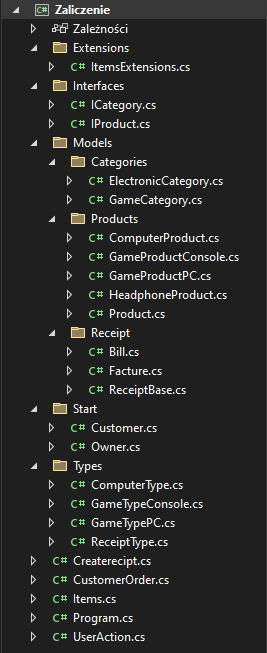 C# Zaliczenie
Zależności
Extensions
C# ItemsExtensions.cs
Interfaces
C# ICategory.cs
C# IProduct.cs
Models
Categories
C# ElectronicCategory.cs
C# GameCategory.cs
Products
C# ComputerProduct.cs
C# GameProductConsole.cs
C# GameProductPC.cs
C# HeadphoneProduct.cs
C# Product.cs
Receipt
C# Bill.cs
C# Facture.cs
C# ReceiptBase.cs
Start
C# Customer.cs
C# Owner.cs
Types
C# ComputerType.cs
C# GameTypeConsole.cs
C# GameTypePC.cs
C# ReceiptType.cs
C# Createrecipt.cs
C# CustomerOrder.cs
C# Items.cs
C# Program.cs
C# UserAction.cs